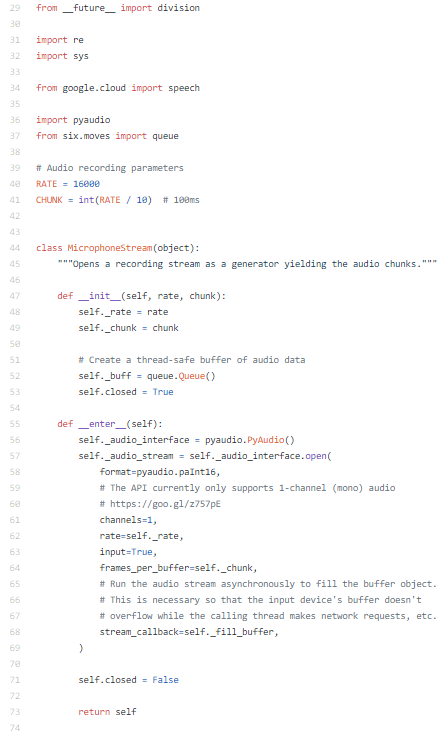 29 from __future__ import division
30
31 import re
32 import sys
33
34 from google.cloud import speech
35
36 import pyaudio
37 from six.moves import queue
38
39 # Audio recording parameters
40 RATE = 16000
41 CHUNK = int(RATE / 10)  # 100ms
42
43
44 class MicrophoneStream(object):
45     """Opens a recording stream as a generator yielding the audio chunks."""
46
47     def __init__(self, rate, chunk):
48         self._rate = rate
49         self._chunk = chunk
50
51         # Create a thread-safe buffer of audio data
52         self._buff = queue.Queue()
53         self.closed = True
54
55     def __enter__(self):
56         self._audio_interface = pyaudio.PyAudio()
57         self._audio_stream = self._audio_interface.open(
58             format=pyaudio.paInt16,
59             # The API currently only supports 1-channel (mono) audio
60             # https://goo.gl/z757pE
61             channels=1,
62             rate=self._rate,
63             input=True,
64             frames_per_buffer=self._chunk,
65             # Run the audio stream asynchronously to fill the buffer object.
66             # This is necessary so that the input device's buffer doesn't
67             # overflow while the calling thread makes network requests, etc.
68             stream_callback=self._fill_buffer,
69         )
70
71         self.closed = False
72
73         return self
74